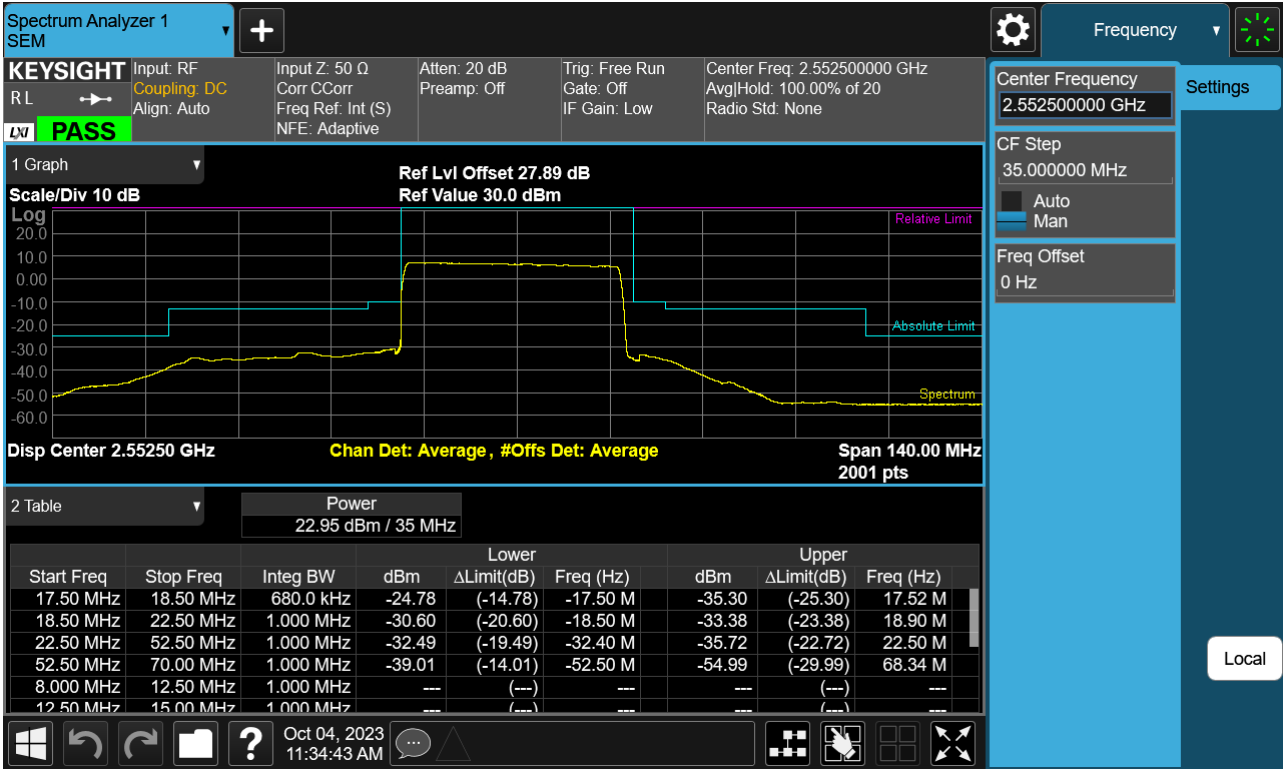 Spectrum Analyzer 1
SEM
Frequency
KEYSIGHT
R L
LXI PASS
Input: RF
Coupling: DC
Align: Auto
Input Z: 50 Ω
Corr CCorr
Freq Ref: Int (S)
NFE: Adaptive
Atten: 20 dB
Preamp: Off
Trig: Free Run
Gate: Off
IF Gain: Low
Center Freq: 2.552500000 GHz
Avg|Hold: 100.00% of 20
Radio Std: None
Center Frequency
2.552500000 GHz
Settings
CF Step
35.000000 MHz
Auto
Man
Freq Offset
0 Hz
1 Graph
Scale/Div 10 dB
Ref Lvl Offset 27.89 dB
Ref Value 30.0 dBm
Log
20.0
10.0
0.00
-10.0
-20.0
-30.0
-40.0
-50.0
-60.0
Relative Limit
Absolute Limit
Spectrum
Disp Center 2.55250 GHz
Chan Det: Average , #Offs Det: Average
Span 140.00 MHz
2001 pts
2 Table
Power
22.95 dBm / 35 MHz
Lower Upper
Start Freq Stop Freq Integ BW dBm ΔLimit(dB) Freq (Hz) dBm ΔLimit(dB) Freq (Hz)
17.50 MHz 18.50 MHz 680.0 kHz -24.78 (-14.78) -17.50 M -35.30 (-25.30) 17.52 M
18.50 MHz 22.50 MHz 1.000 MHz -30.60 (-20.60) -18.50 M -33.38 (-23.38) 18.90 M
22.50 MHz 52.50 MHz 1.000 MHz -32.49 (-19.49) -32.40 M -35.72 (-22.72) 22.50 M
52.50 MHz 70.00 MHz 1.000 MHz -39.01 (-14.01) -52.50 M -54.99 (-29.99) 68.34 M
8.000 MHz 12.50 MHz 1.000 MHz --- (---) --- --- (---) ---
12.50 MHz 15.00 MHz 1.000 MHz --- (---) --- --- (---) ---
Local
Oct 04, 2023
11:34:43 AM